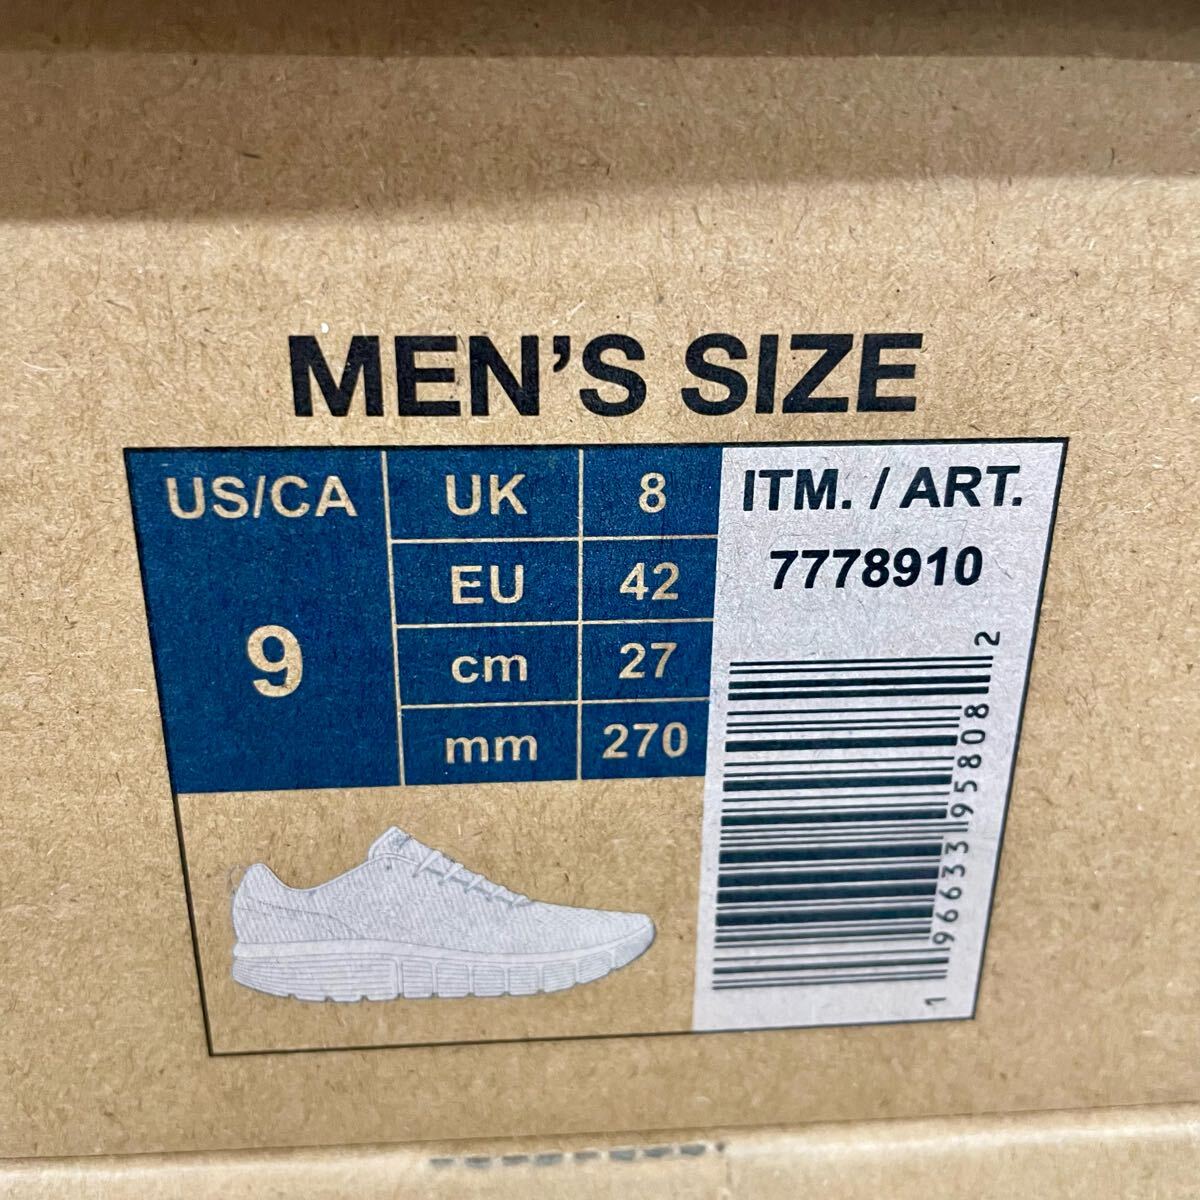 MEN'S SIZE
US/CA
9
UK 8
EU 42
cm 27
mm 270
ITM. / ART.
7778910
1 96633 95808 2